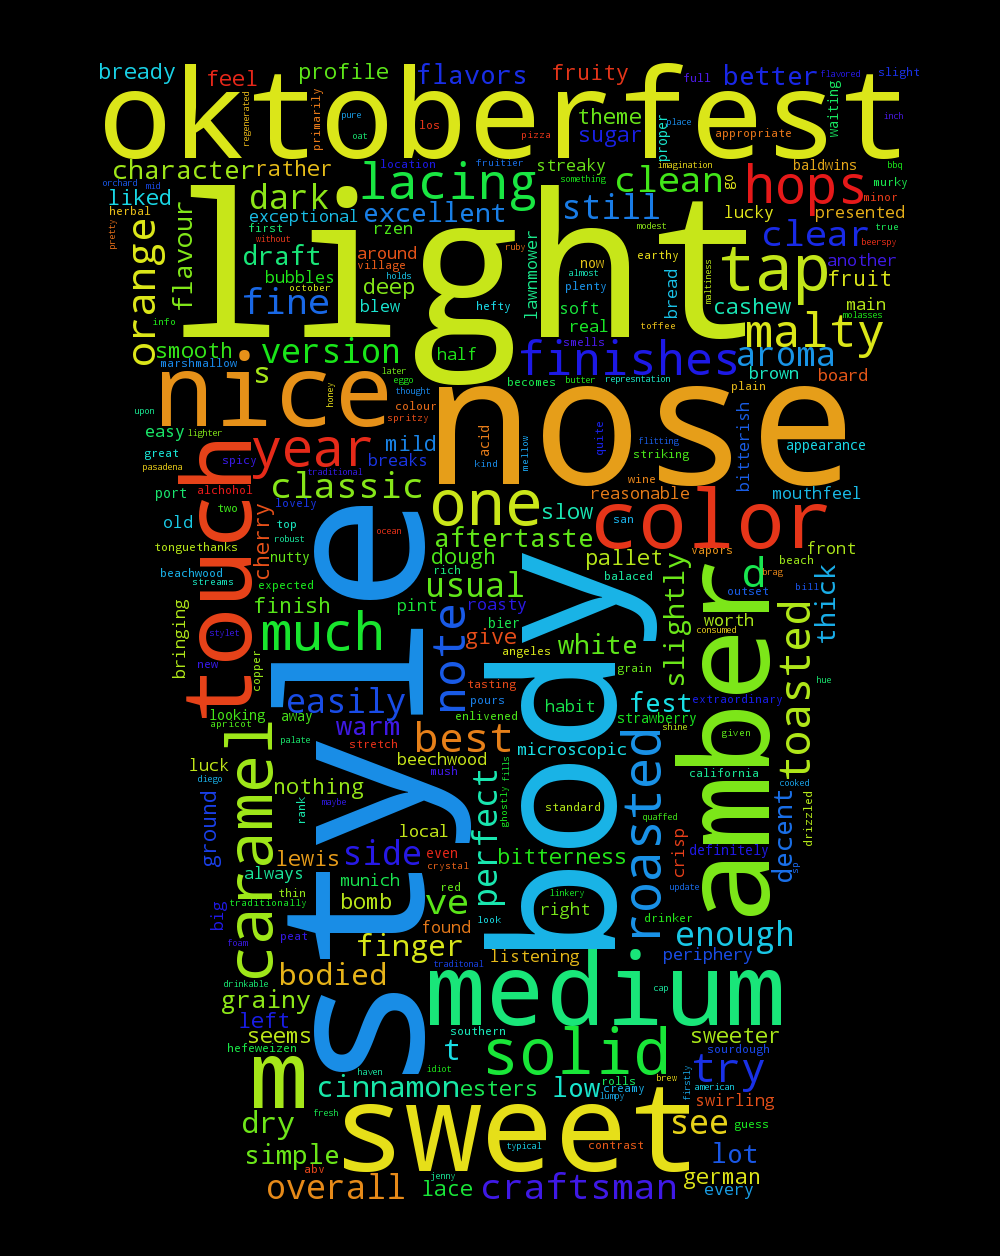 bready
feel
profile
flavors
fruity
full
better
flavored
slight
oktoberfest
regenerated
primarily
pure
oat
los
pizza
theme
sugar
proper
place
appropriate
waiting
inch
character
rather
location
lacing
fruitier
streaky
something
clean
imagination
go
hops
baldwins
bbq
murky
minor
orchard
mid
liked
herbal
pretty
orange
flavour
dark
exceptional
first
without
excellent
rzen
still
modest
lucky
presented
true
clear
beerspy
another
light
draft
around
village
holds
bubbles
october
deep
fine
blew
ruby
hefty
lawnmower
now
almost
plenty
soft
real
smells
earthy
bread
toffee
maltiness
tap
fruit
cashew
main
molasses
malty
info
smooth
marshmallow
s
version
half
finishes
aroma
brown
board
later
eggo
thought
becomes
butter
represntation
plain
nice
honey
colour
spritzy
nose
upon
easy
lighter
great
pasadena
touch
year
spicy
traditional
mild
breaks
acid
kind
mellow
quite
flitting
striking
bitterish
appearance
port
alchohol
two
classic
lovely
one
slow
wine
reasonable
san
color
mouthfeel
old
cherry
top
robust
ocean
aftertaste
tonguethanks
nutty
dough
pallet
vapors
front
beach
beachwood
streams
expected
style
rich
usual
balaced
slightly
d
brag
bill
thick
outset
finish
pint
roasty
bier
body
amber
worth
consumed
bringing
stylet
much
note
give
angeles
white
grain
toasted
new
copper
easily
tasting
pours
habit
fest
extraordinary
hue
looking
apricot
away
enlivened
strawberry
shine
given
caramel
palate
warm
stretch
best
microscopic
roasted
luck
diego
beechwood
mush
ghostly
fills
california
cooked
nothing
rank
maybe
perfect
standard
quaffed
decent
drizzled
ground
local
crisp
lewis
side
even
crystal
bitterness
definitely
sp
always
munich
red
linkery
update
traditionally
thin
bomb
ve
right
big
look
drinker
peat
found
enough
foam
finger
listening
periphery
drinkable
bodied
traditonal
medium
cap
grainy
left
southern
seems
t
solid
sweeter
hefeweizen
sourdough
m
haven
idiot
try
cinnamon
esters
low
rolls
creamy
lumpy
brew
firstly
american
swirling
fresh
sweet
see
guess
dry
typical
contrast
simple
abv
lot
jenny
german
overall
lace
craftsman
every